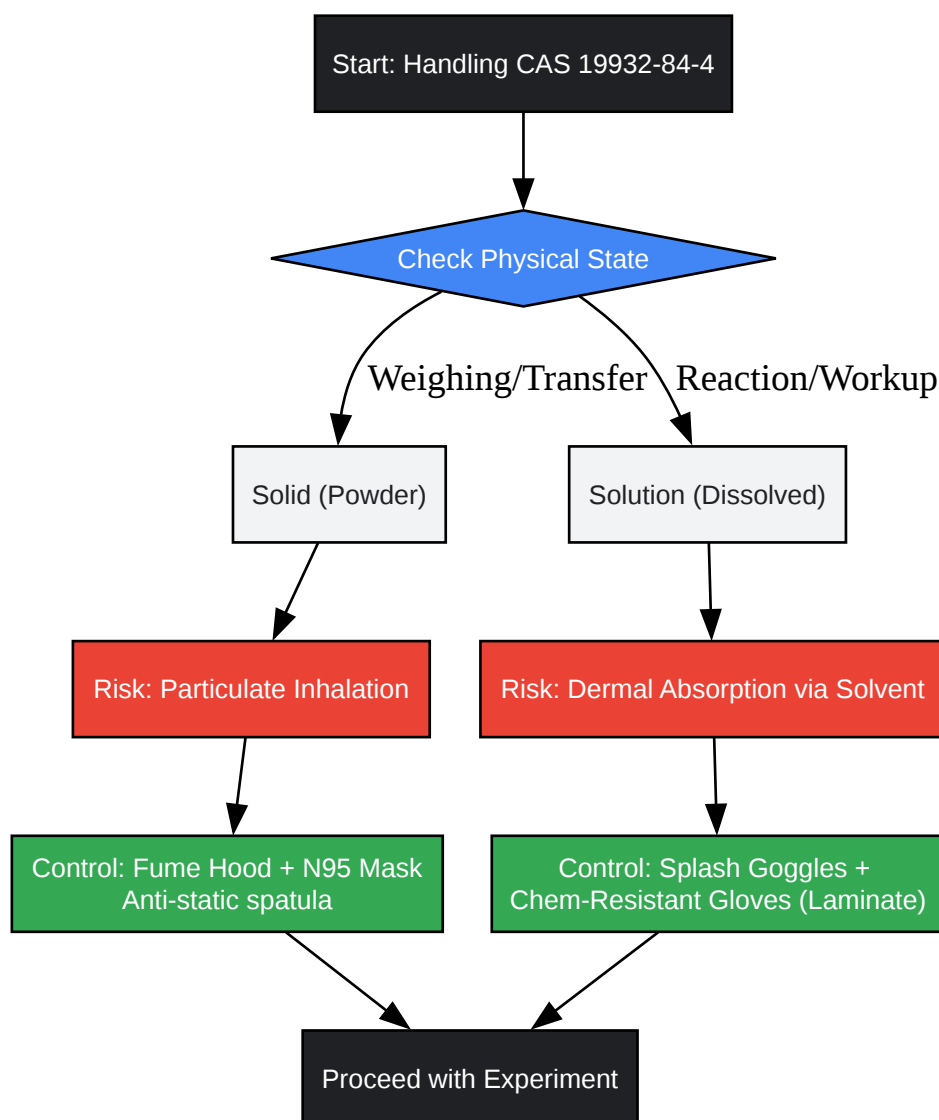 Start: Handling CAS 19932-84-4
Check Physical State
Weighing/Transfer
Reaction/Workup
Solid (Powder)
Solution (Dissolved)
Risk: Particulate Inhalation
Risk: Dermal Absorption via Solvent
Control: Fume Hood + N95 Mask
Anti-static spatula
Control: Splash Goggles +
Chem-Resistant Gloves (Laminate)
Proceed with Experiment